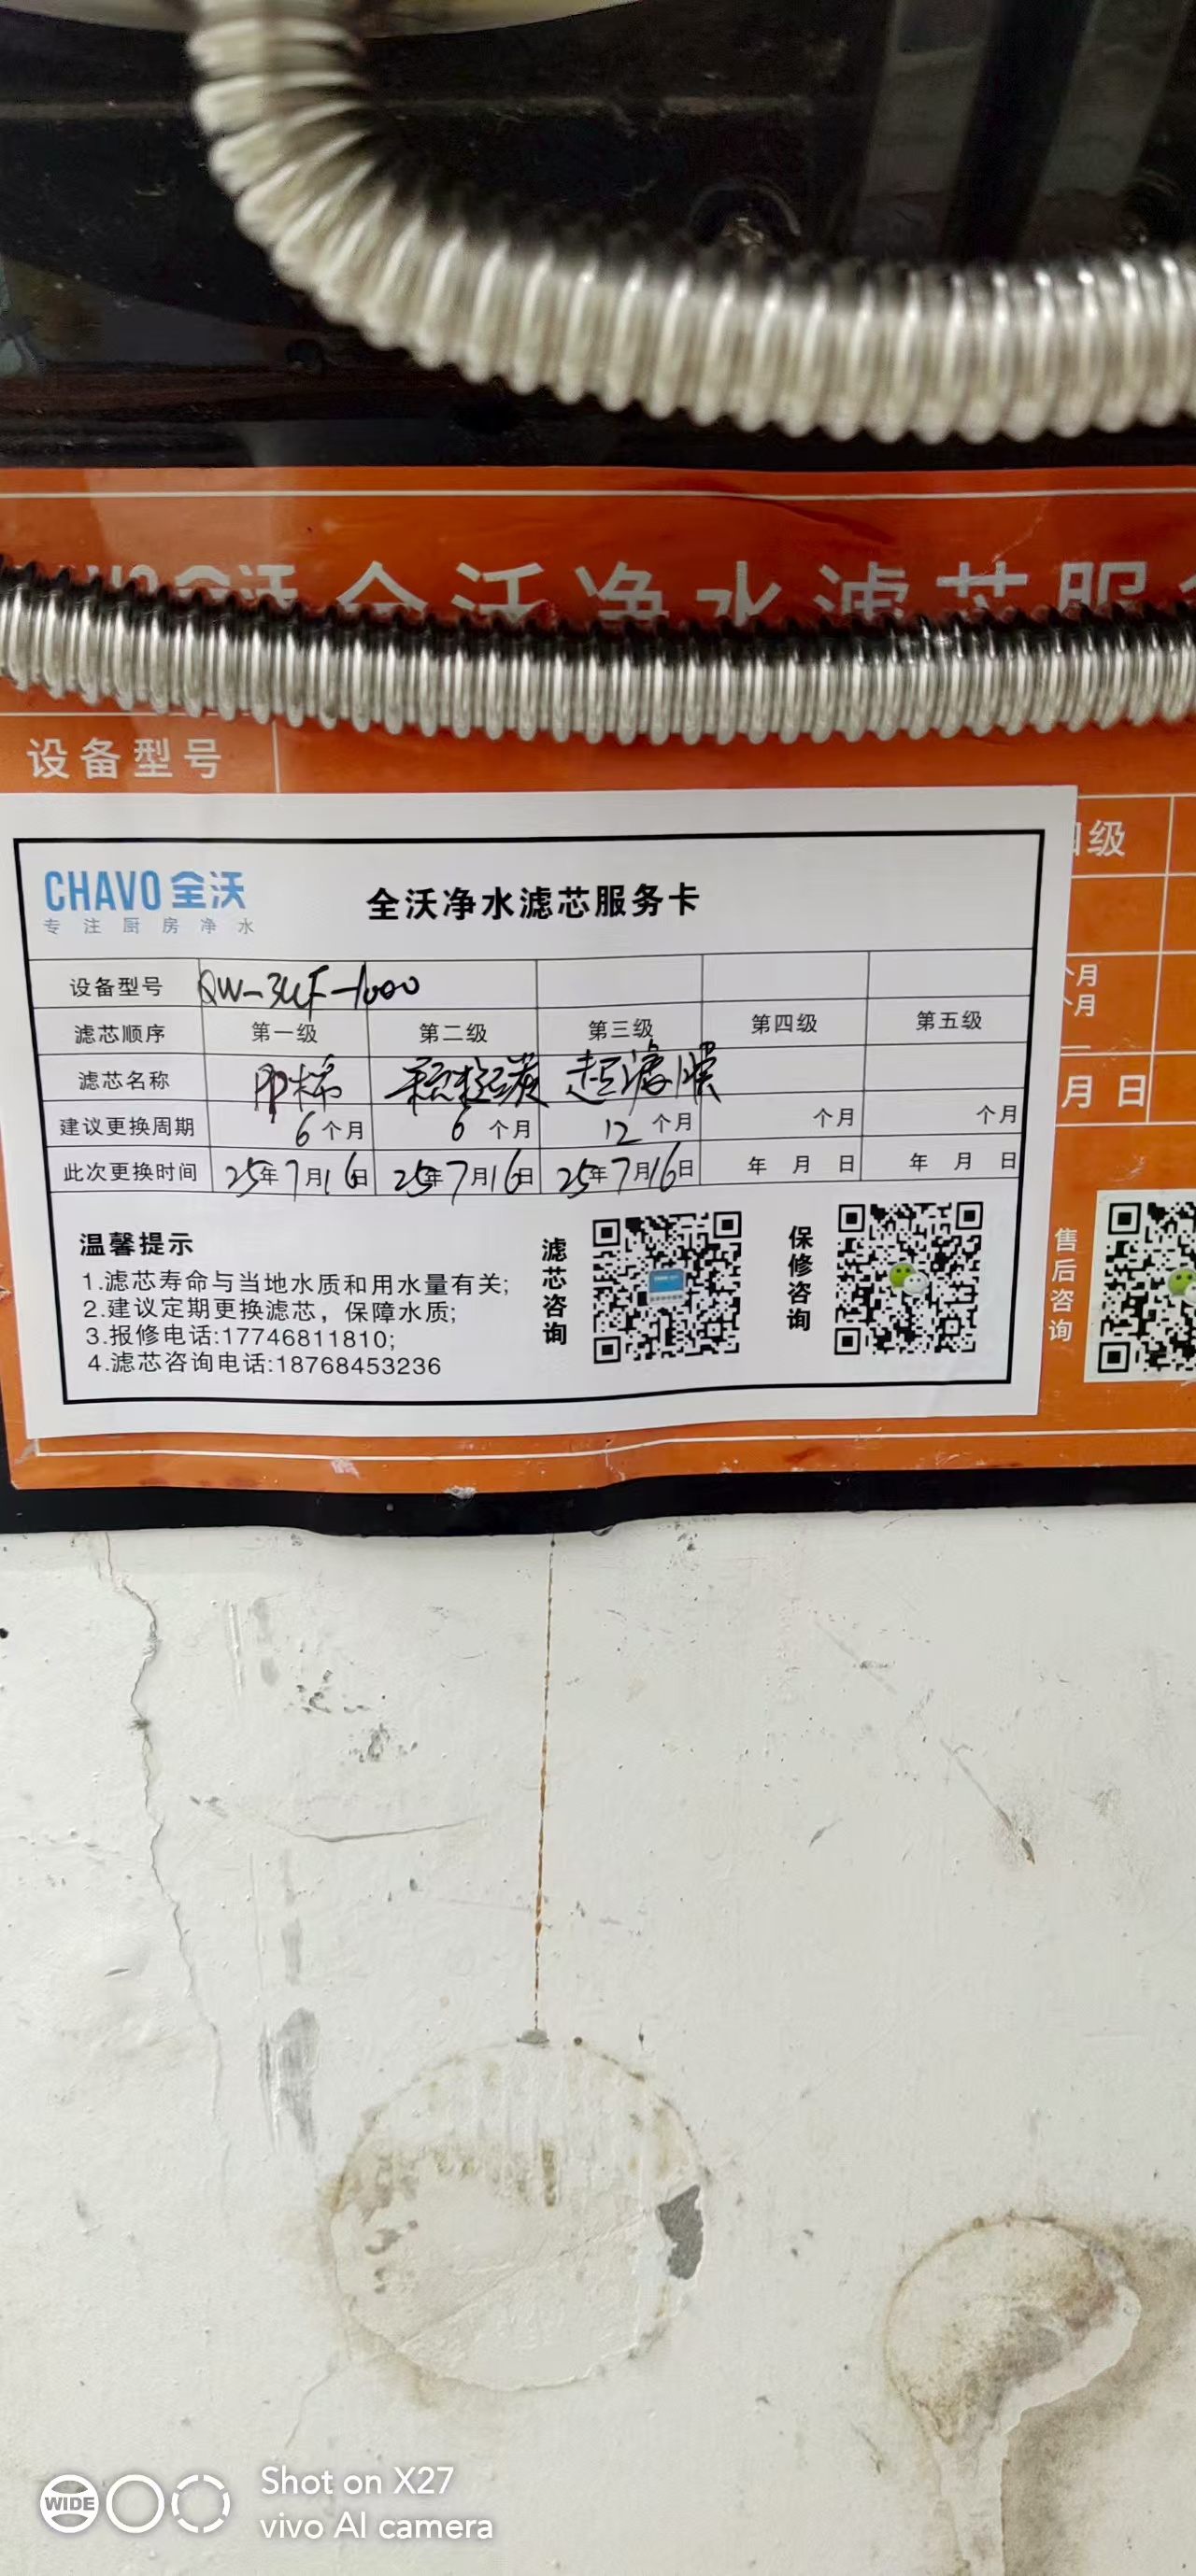 全沃净水滤芯服
设备型号
四级
个月
个月
月 日
售后咨询
CHAVO 全沃
专注厨房净水
全沃净水滤芯服务卡
设备型号 QW-3UF-1000
滤芯顺序 第一级 第二级 第三级 第四级 第五级
滤芯名称 PP棉 颗粒碳 超滤膜
建议更换周期 6个月 6个月 12个月 个月 个月
此次更换时间 25年7月16日 25年7月16日 25年7月16日 年 月 日 年 月 日
温馨提示
1.滤芯寿命与当地水质和用水量有关;
2.建议定期更换滤芯，保障水质;
3.报修电话:17746811810;
4.滤芯咨询电话:18768453236
滤芯咨询
保修咨询
WIDE
Shot on X27
vivo AI camera